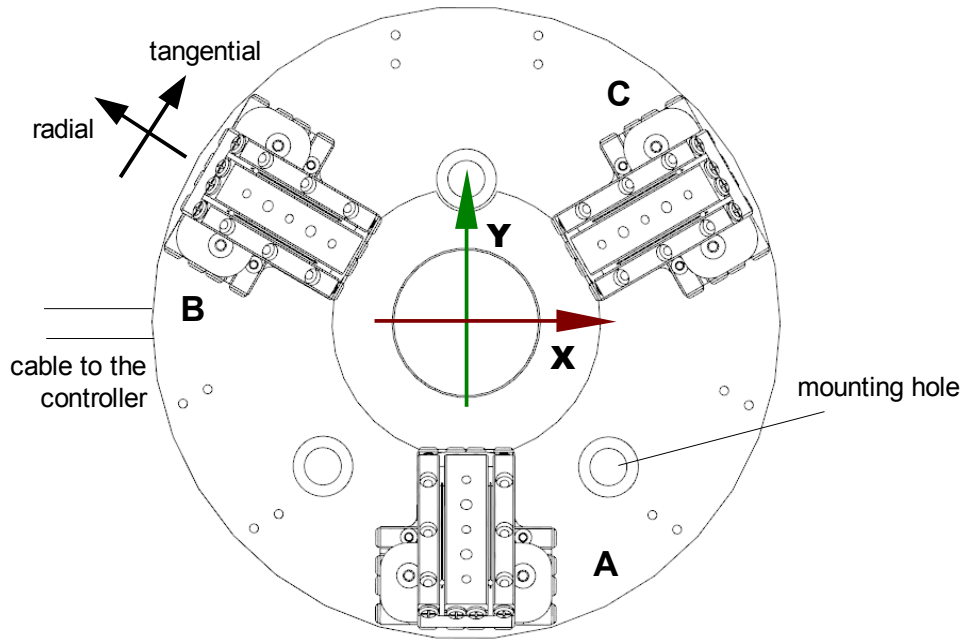 tangential
radial
C
Y
B
X
cable to the
controller
mounting hole
A